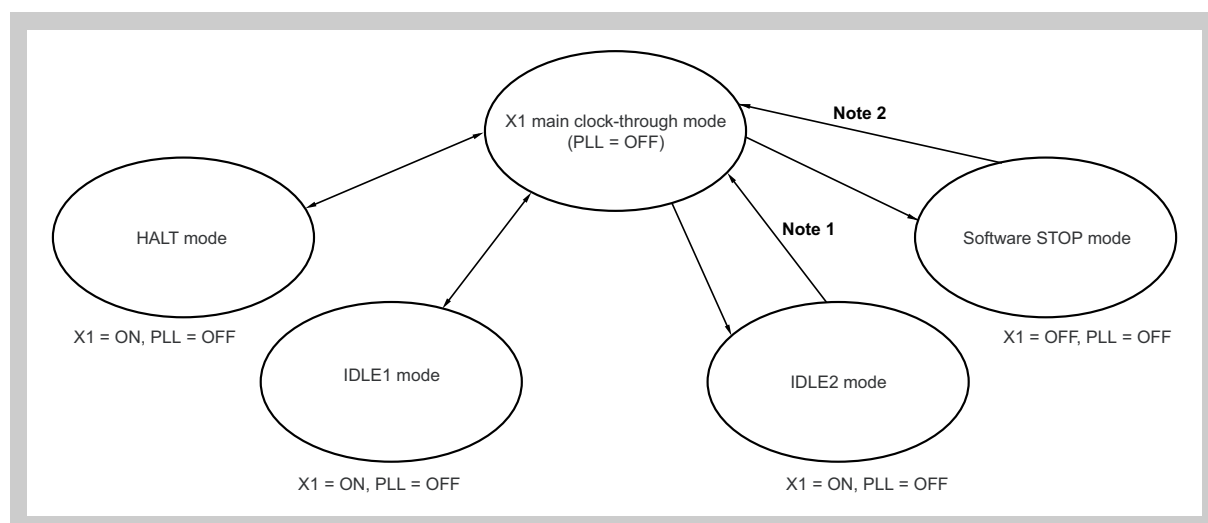 X1 main clock-through mode
(PLL = OFF)
Note 2
HALT mode
Note 1
Software STOP mode
X1 = ON, PLL = OFF
X1 = OFF, PLL = OFF
IDLE1 mode
IDLE2 mode
X1 = ON, PLL = OFF
X1 = ON, PLL = OFF